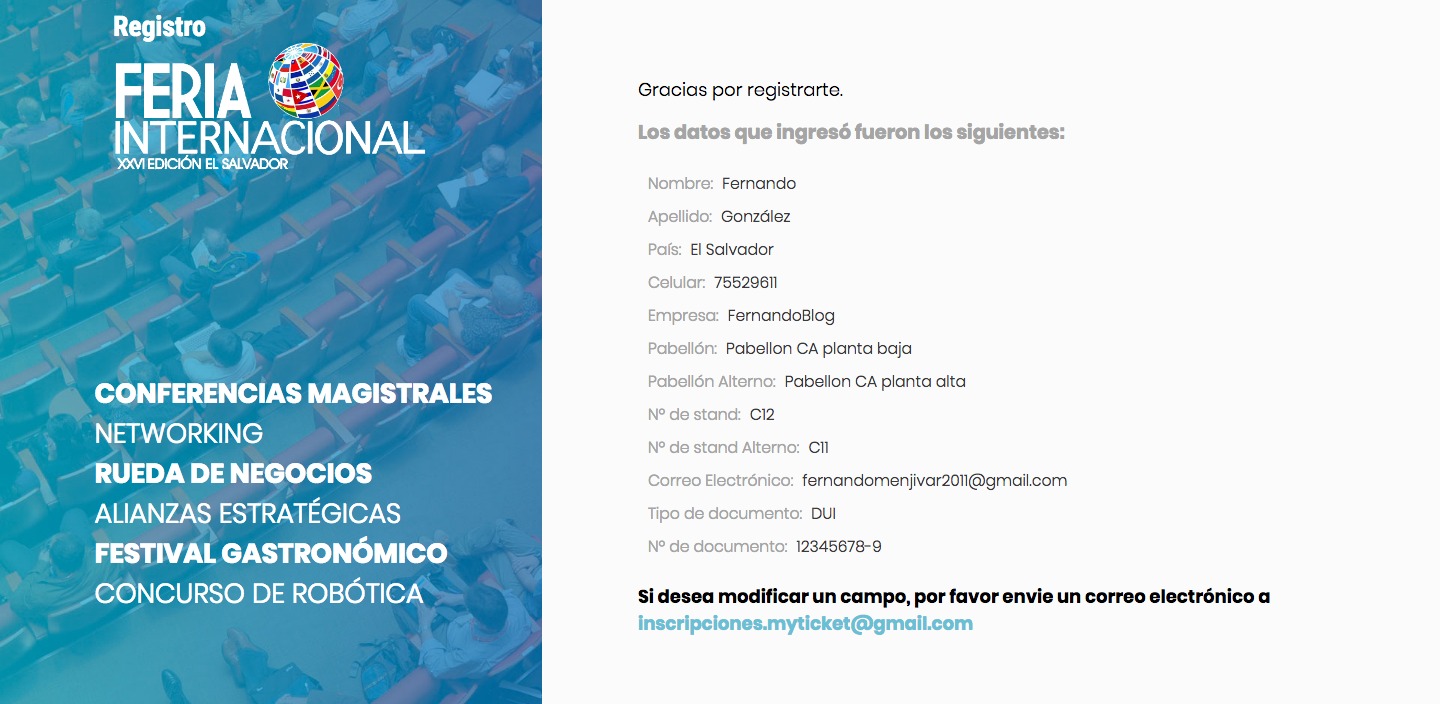 Registro
FERIA
INTERNACIONAL
XXVI EDICIÓN EL SALVADOR
CONFERENCIAS MAGISTRALES
NETWORKING
RUEDA DE NEGOCIOS
ALIANZAS ESTRATÉGICAS
FESTIVAL GASTRONÓMICO
CONCURSO DE ROBÓTICA
Gracias por registrarte.
Los datos que ingresó fueron los siguientes:
Nombre: Fernando
Apellido: González
País: El Salvador
Celular: 75529611
Empresa: FernandoBlog
Pabellón: Pabellon CA planta baja
Pabellón Alterno: Pabellon CA planta alta
Nº de stand: C12
Nº de stand Alterno: C11
Correo Electrónico: fernandomenjivar2011@gmail.com
Tipo de documento: DUI
Nº de documento: 12345678-9
Si desea modificar un campo, por favor envie un correo electrónico a
inscripciones.myticket@gmail.com